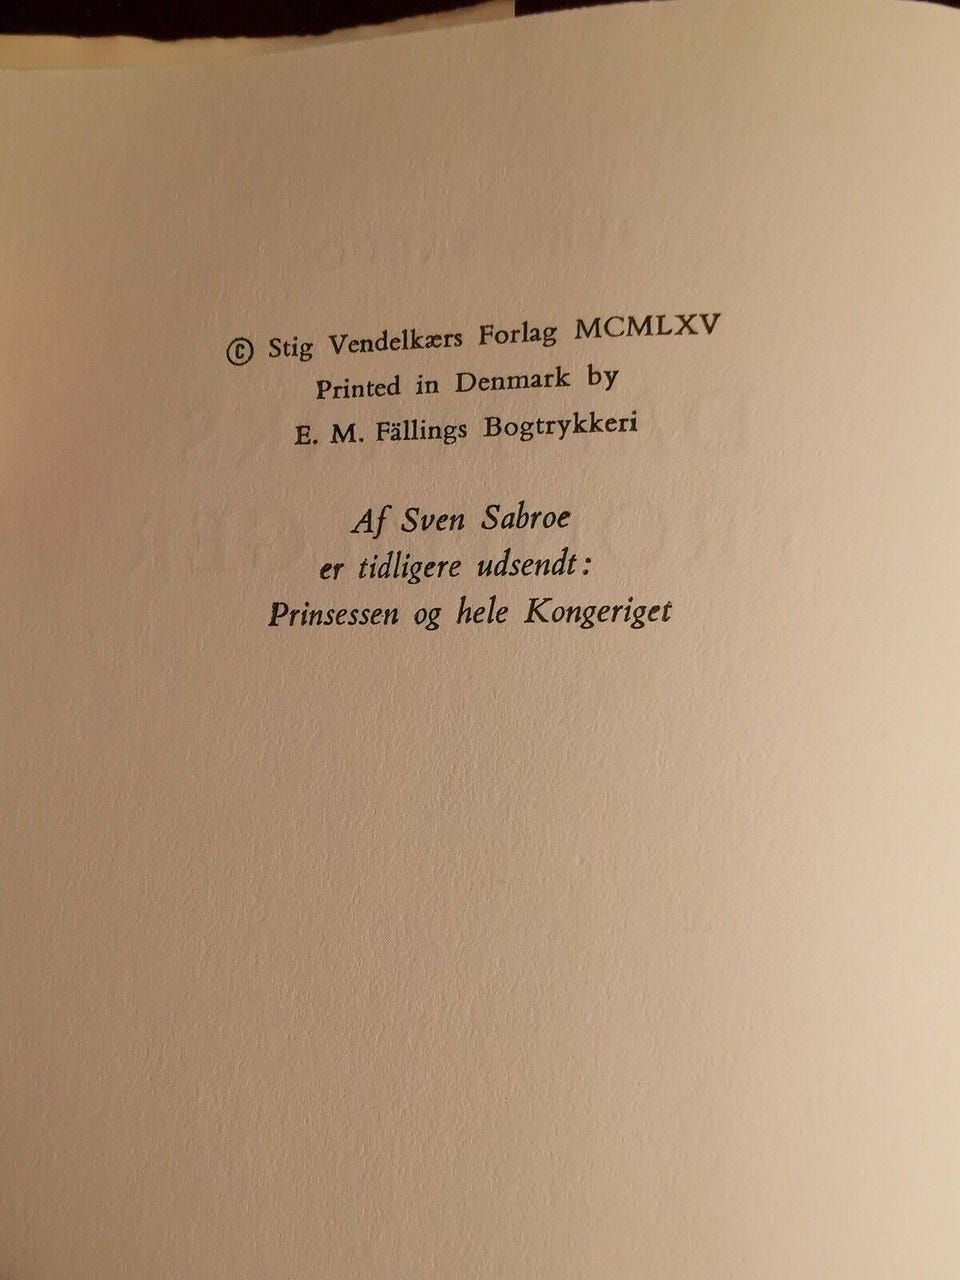 © Stig Vendelkærs Forlag MCMLXV
Printed in Denmark by
E. M. Fällings Bogtrykkeri
Af Sven Sabroe
er tidligere udsendt:
Prinsessen og hele Kongeriget